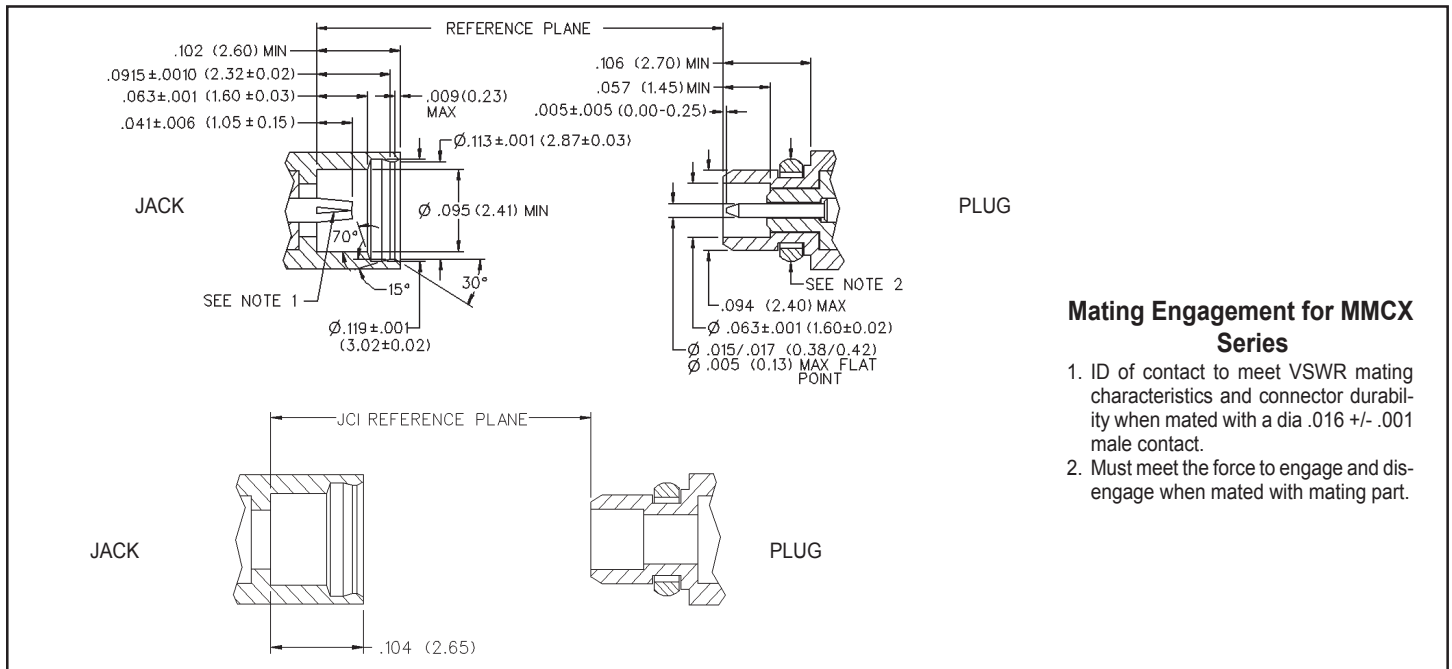 REFERENCE PLANE
.102 (2.60) MIN
.0915±.0010 (2.32±0.02)
.063±.001 (1.60±0.03)
.041±.006 (1.05±0.15)
.009(0.23)
MAX
Ø.113±.001 (2.87±0.03)
JACK
Ø .095 (2.41) MIN
70°
15°
30°
SEE NOTE 1
Ø.119±.001
(3.02±0.02)
.106 (2.70) MIN
.057 (1.45) MIN
.005±.005 (0.00-0.25)
PLUG
SEE NOTE 2
.094 (2.40) MAX
Ø .063±.001 (1.60±0.02)
Ø .015/.017 (0.38/0.42)
Ø .005 (0.13) MAX FLAT
POINT
Mating Engagement for MMCX
Series
1. ID of contact to meet VSWR mating
characteristics and connector durabil-
ity when mated with a dia .016 +/- .001
male contact.
2. Must meet the force to engage and dis-
engage when mated with mating part.
JCI REFERENCE PLANE
JACK
PLUG
.104 (2.65)